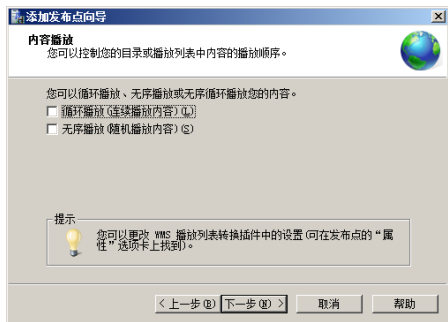 添加发布点向导
内容播放
您可以控制您的目录或播放列表中内容的播放顺序。
您可以循环播放、无序播放或无序循环播放您的内容。
循环播放(连续播放内容)(L)
无序播放(随机播放内容)(S)
提示
您可以更改 WMS 播放列表转换插件中的设置(可在发布点的“属
性”选项卡上找到)。
< 上一步(B)
下一步(N) >
取消
帮助